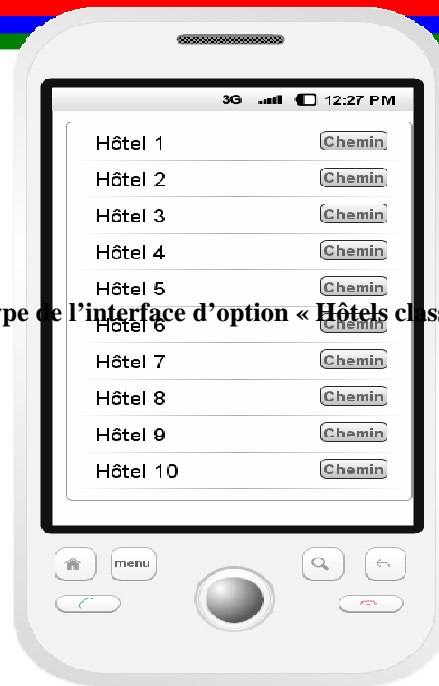 3G 12:27 PM
Hôtel 1 Chemin
Hôtel 2 Chemin
Hôtel 3 Chemin
Hôtel 4 Chemin
Hôtel 5 Chemin
de l’interface d’option « Hôtels
Hôtel 6 Chemin
Hôtel 7 Chemin
Hôtel 8 Chemin
Hôtel 9 Chemin
Hôtel 10 Chemin
menu